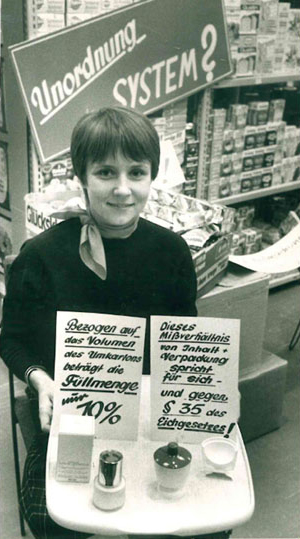 Unordnung
SYSTEM?
Bezogen auf
das Volumen
des Umkartons
beträgt die
Füllmenge
nur 10%
Dieses
Mißverhältnis
von Inhalt +
Verpackung
spricht
für sich -
und gegen
§ 35 des
Eichgesetzes!